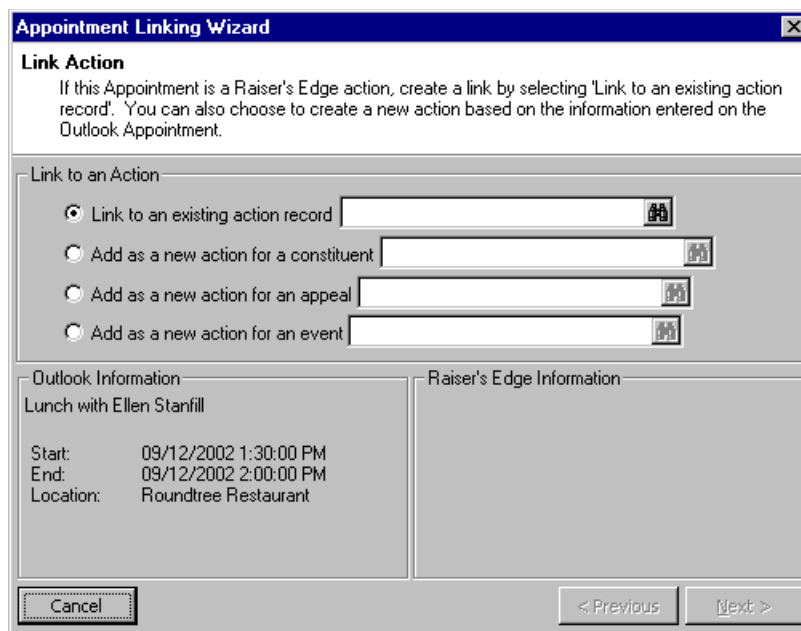 Appointment Linking Wizard
Link Action
If this Appointment is a Raiser's Edge action, create a link by selecting 'Link to an existing action
record'. You can also choose to create a new action based on the information entered on the
Outlook Appointment.
Link to an Action
Link to an existing action record
Add as a new action for a constituent
Add as a new action for an appeal
Add as a new action for an event
Outlook Information
Lunch with Ellen Stanfill
Start: 09/12/2002 1:30:00 PM
End: 09/12/2002 2:00:00 PM
Location: Roundtree Restaurant
Raiser's Edge Information
Cancel
< Previous
Next >